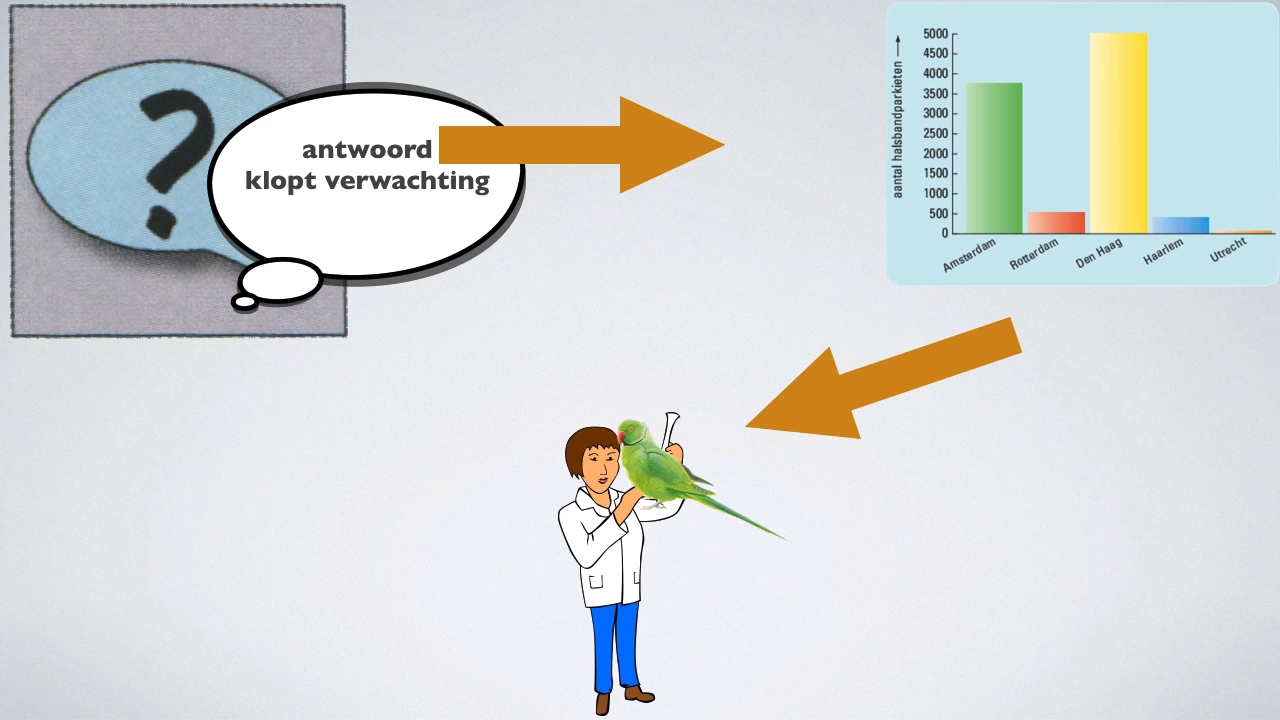 ?
antwoord
klopt verwachting
aantal halsbandparkieten
5000
4500
4000
3500
3000
2500
2000
1500
1000
500
0
Amsterdam
Rotterdam
Den Haag
Haarlem
Utrecht